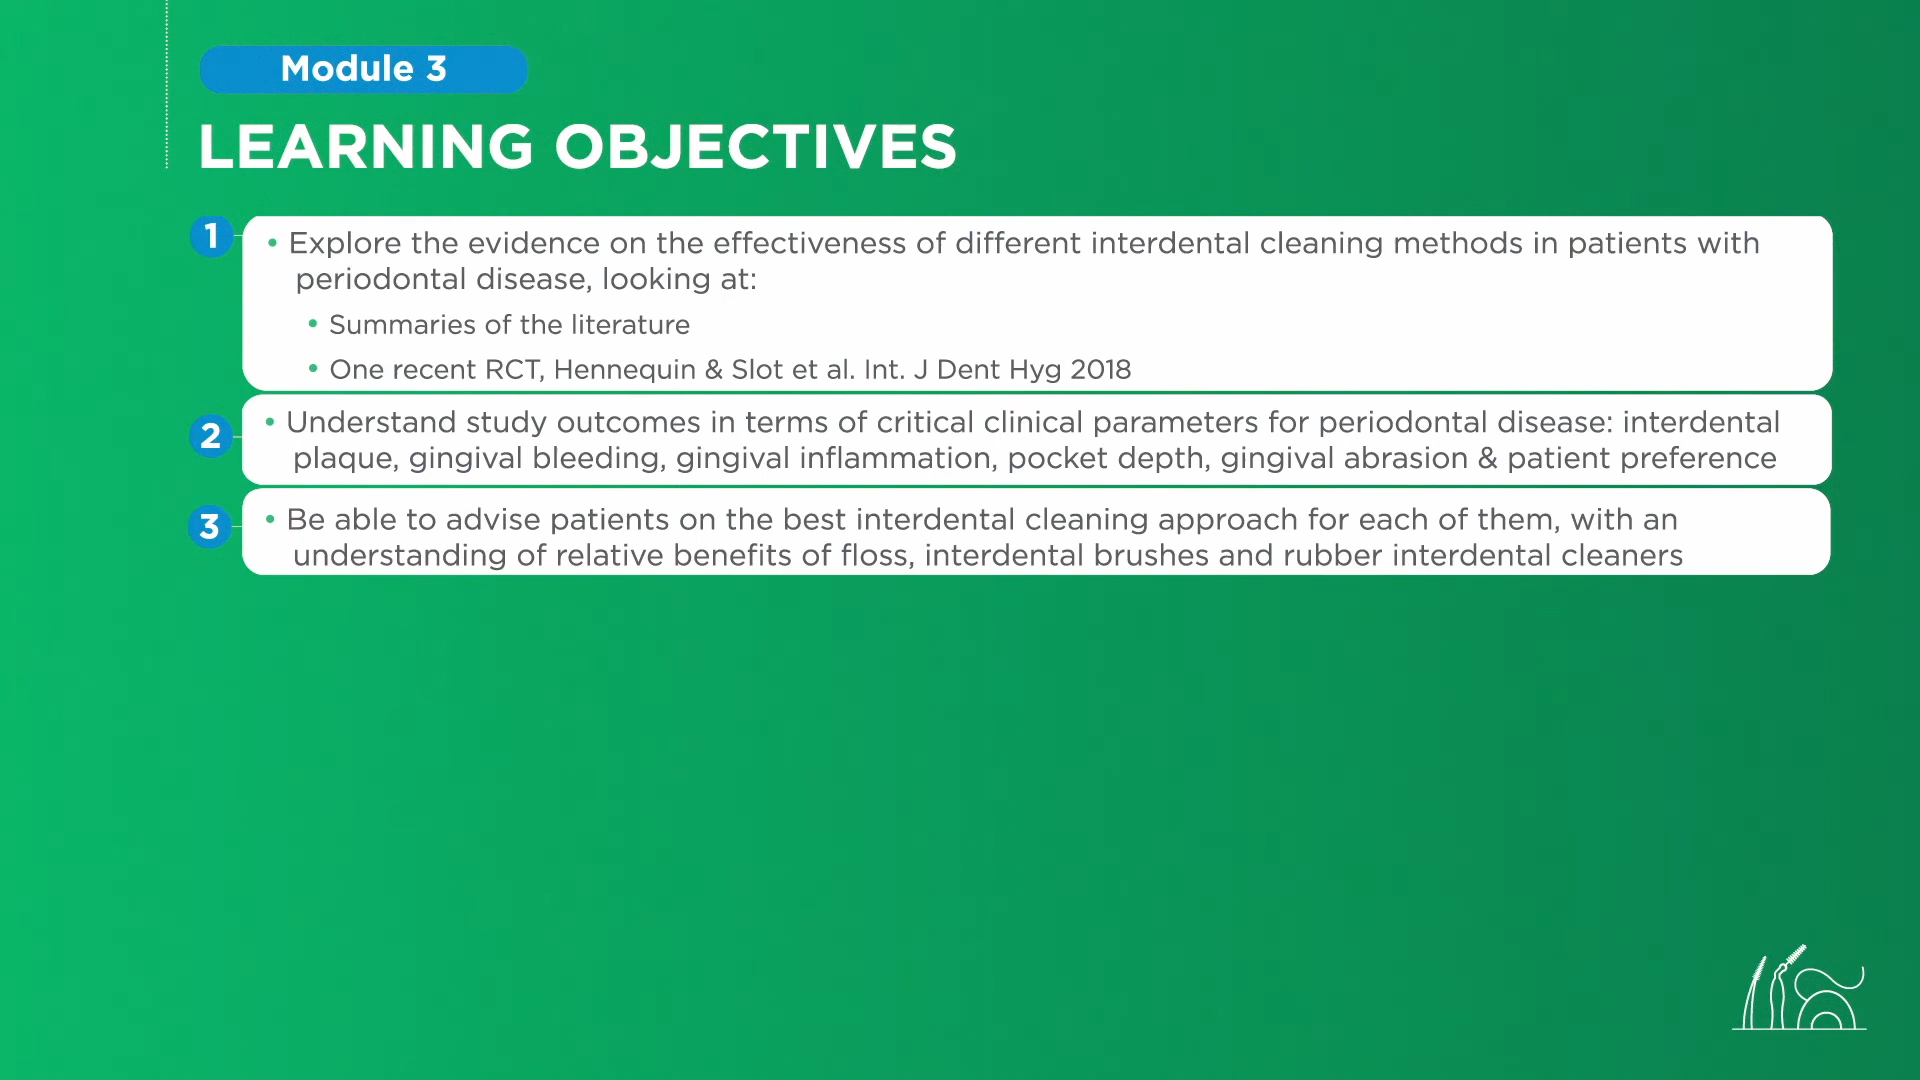 Module 3
LEARNING OBJECTIVES
1
• Explore the evidence on the effectiveness of different interdental cleaning methods in patients with
periodontal disease, looking at:
• Summaries of the literature
• One recent RCT, Hennequin & Slot et al. Int. J Dent Hyg 2018
2
• Understand study outcomes in terms of critical clinical parameters for periodontal disease: interdental
plaque, gingival bleeding, gingival inflammation, pocket depth, gingival abrasion & patient preference
3
• Be able to advise patients on the best interdental cleaning approach for each of them, with an
understanding of relative benefits of floss, interdental brushes and rubber interdental cleaners